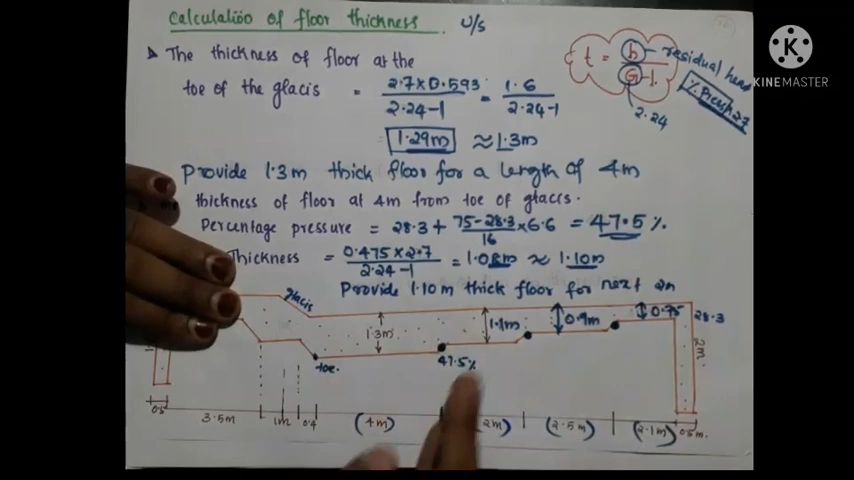 Calculation of floor thickness. U/S
The thickness of floor at the
toe of the glacis = 2.7×0.593 / 2.24-1 = 1.6 / 2.24-1
= 1.29m ≈ 1.3m
t = h / G-1
residual head
% Press×2.7
2.24
K
KINEMASTER
Provide 1.3m thick floor for a length of 4m
thickness of floor at 4m from toe of glacis.
Percentage pressure = 28.3 + 75-28.3 / 16 ×6.6 = 47.5 %.
Thickness = 0.475×2.7 / 2.24-1 = 1.03m ≈ 1.10m
Provide 1.10m thick floor for next 2m
glacis
1.3m
1.1m
0.9m
0.75
28.3
2m
toe.
47.5%
0.5
3.5m
1m
0.4
(4m)
2m)
(2.5m)
(2.1m)
0.5m.